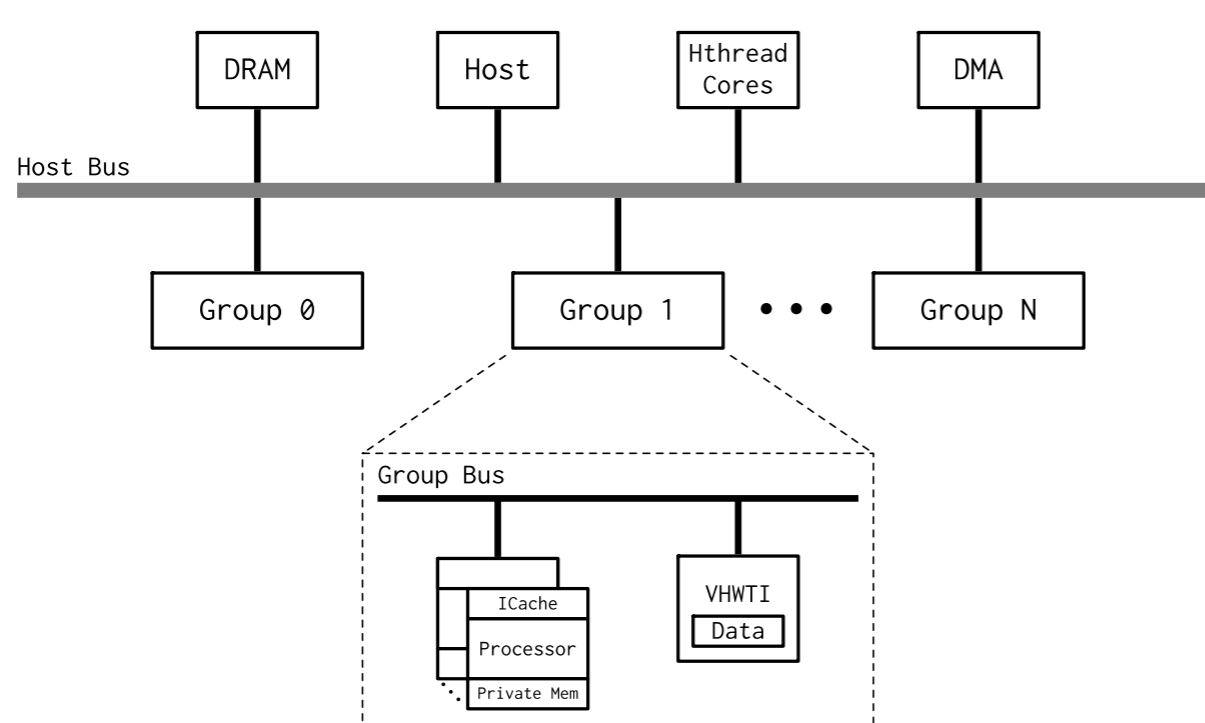 DRAM
Host
Hthread
Cores
DMA
Host Bus
Group 0
Group 1
Group N
Group Bus
ICache
Processor
Private Mem
VHWTI
Data